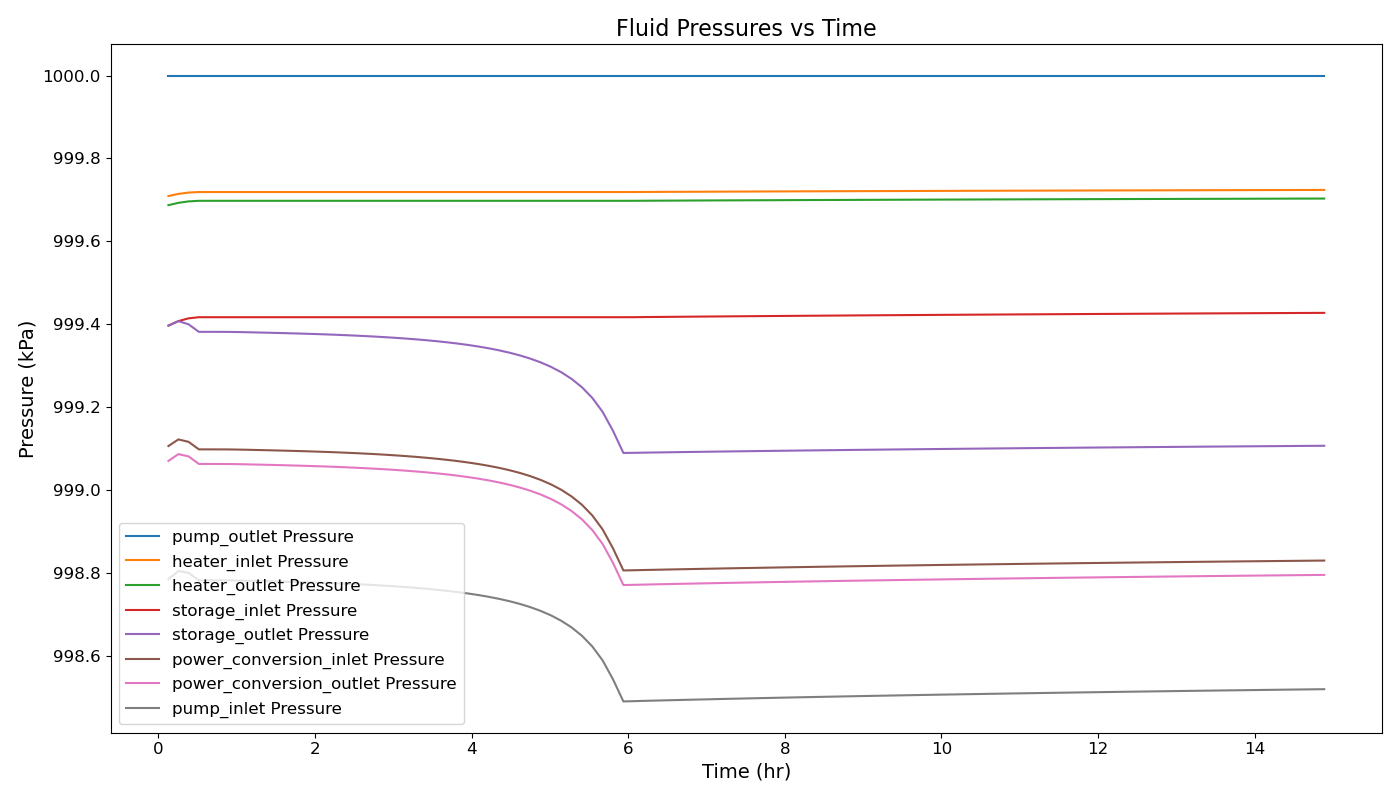 Fluid Pressures vs Time
Pressure (kPa)
1000.0
999.8
999.6
999.4
999.2
999.0
998.8
998.6
pump_outlet Pressure
heater_inlet Pressure
heater_outlet Pressure
storage_inlet Pressure
storage_outlet Pressure
power_conversion_inlet Pressure
power_conversion_outlet Pressure
pump_inlet Pressure
0 2 4 6 8 10 12 14
Time (hr)